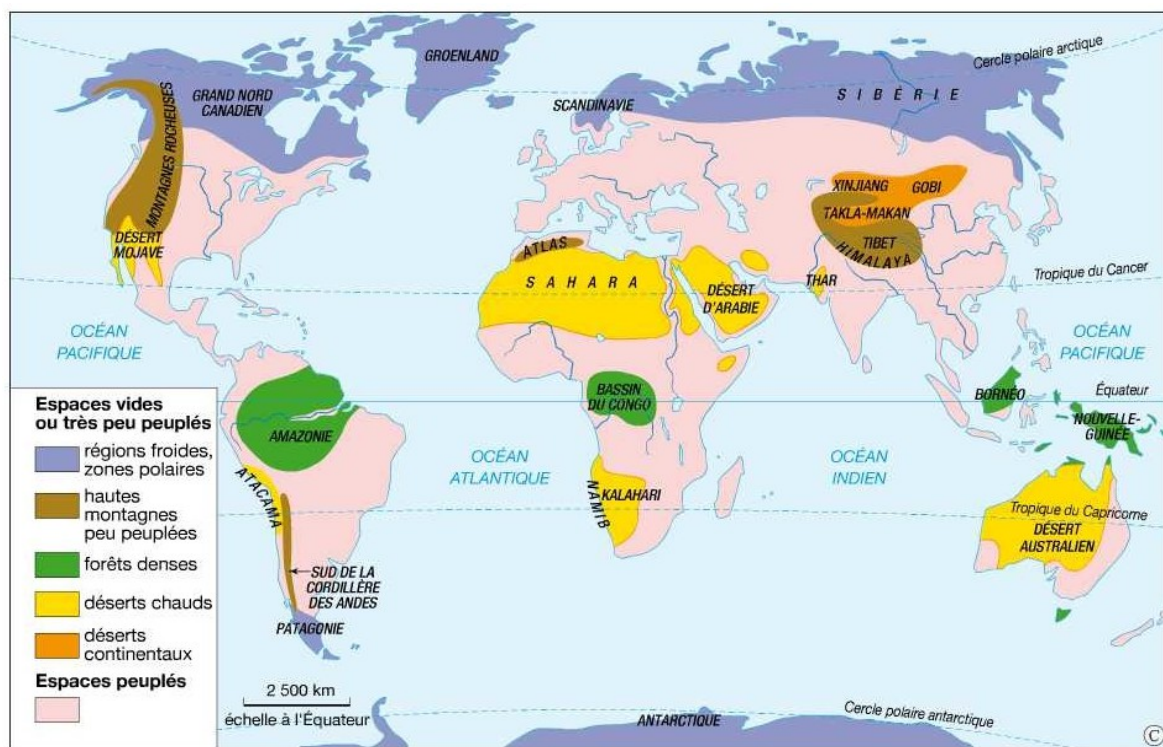 GROENLAND
Cercle polaire arctique
GRAND NORD
CANADIEN
SCANDINAVIE
SIBÉRIE
MONTAGNES ROCHEUSES
XINJIANG
GOBI
TAKLA-MAKAN
DÉSERT
MOJAVE
ATLAS
TIBET
HIMALAYA
SAHARA
DÉSERT
D'ARABIE
THAR
Tropique du Cancer
OCÉAN
PACIFIQUE
OCÉAN
PACIFIQUE
BASSIN
DU CONGO
BORNÉO
Équateur
NOUVELLE-
GUINÉE
AMAZONIE
OCÉAN
ATLANTIQUE
OCÉAN
INDIEN
ATACAMA
NAMIB
KALAHARI
Tropique du Capricorne
DÉSERT
AUSTRALIEN
SUD DE LA
CORDILLÈRE
DES ANDES
PATAGONIE
Espaces vides
ou très peu peuplés
régions froides,
zones polaires
hautes
montagnes
peu peuplées
forêts denses
déserts chauds
déserts
continentaux
Espaces peuplés
2 500 km
échelle à l'Équateur
ANTARCTIQUE
Cercle polaire antarctique
©